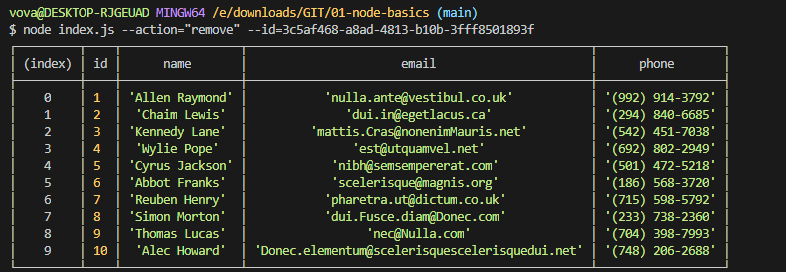 vova@DESKTOP-RJGEUAD MINGW64 /e/downloads/GIT/01-node-basics (main)
$ node index.js --action="remove" --id=3c5af468-a8ad-4813-b10b-3fff8501893f
(index) id name email phone
0 1 'Allen Raymond' 'nulla.ante@vestibul.co.uk' '(992) 914-3792'
1 2 'Chaim Lewis' 'dui.in@egetlacus.ca' '(294) 840-6685'
2 3 'Kennedy Lane' 'mattis.Cras@nonenimMauris.net' '(542) 451-7038'
3 4 'Wylie Pope' 'est@utquamvel.net' '(692) 802-2949'
4 5 'Cyrus Jackson' 'nibh@semsempererat.com' '(501) 472-5218'
5 6 'Abbot Franks' 'scelerisque@magnis.org' '(186) 568-3720'
6 7 'Reuben Henry' 'pharetra.ut@dictum.co.uk' '(715) 598-5792'
7 8 'Simon Morton' 'dui.Fusce.diam@Donec.com' '(233) 738-2360'
8 9 'Thomas Lucas' 'nec@Nulla.com' '(704) 398-7993'
9 10 'Alec Howard' 'Donec.elementum@scelerisquescelerisquedui.net' '(748) 206-2688'